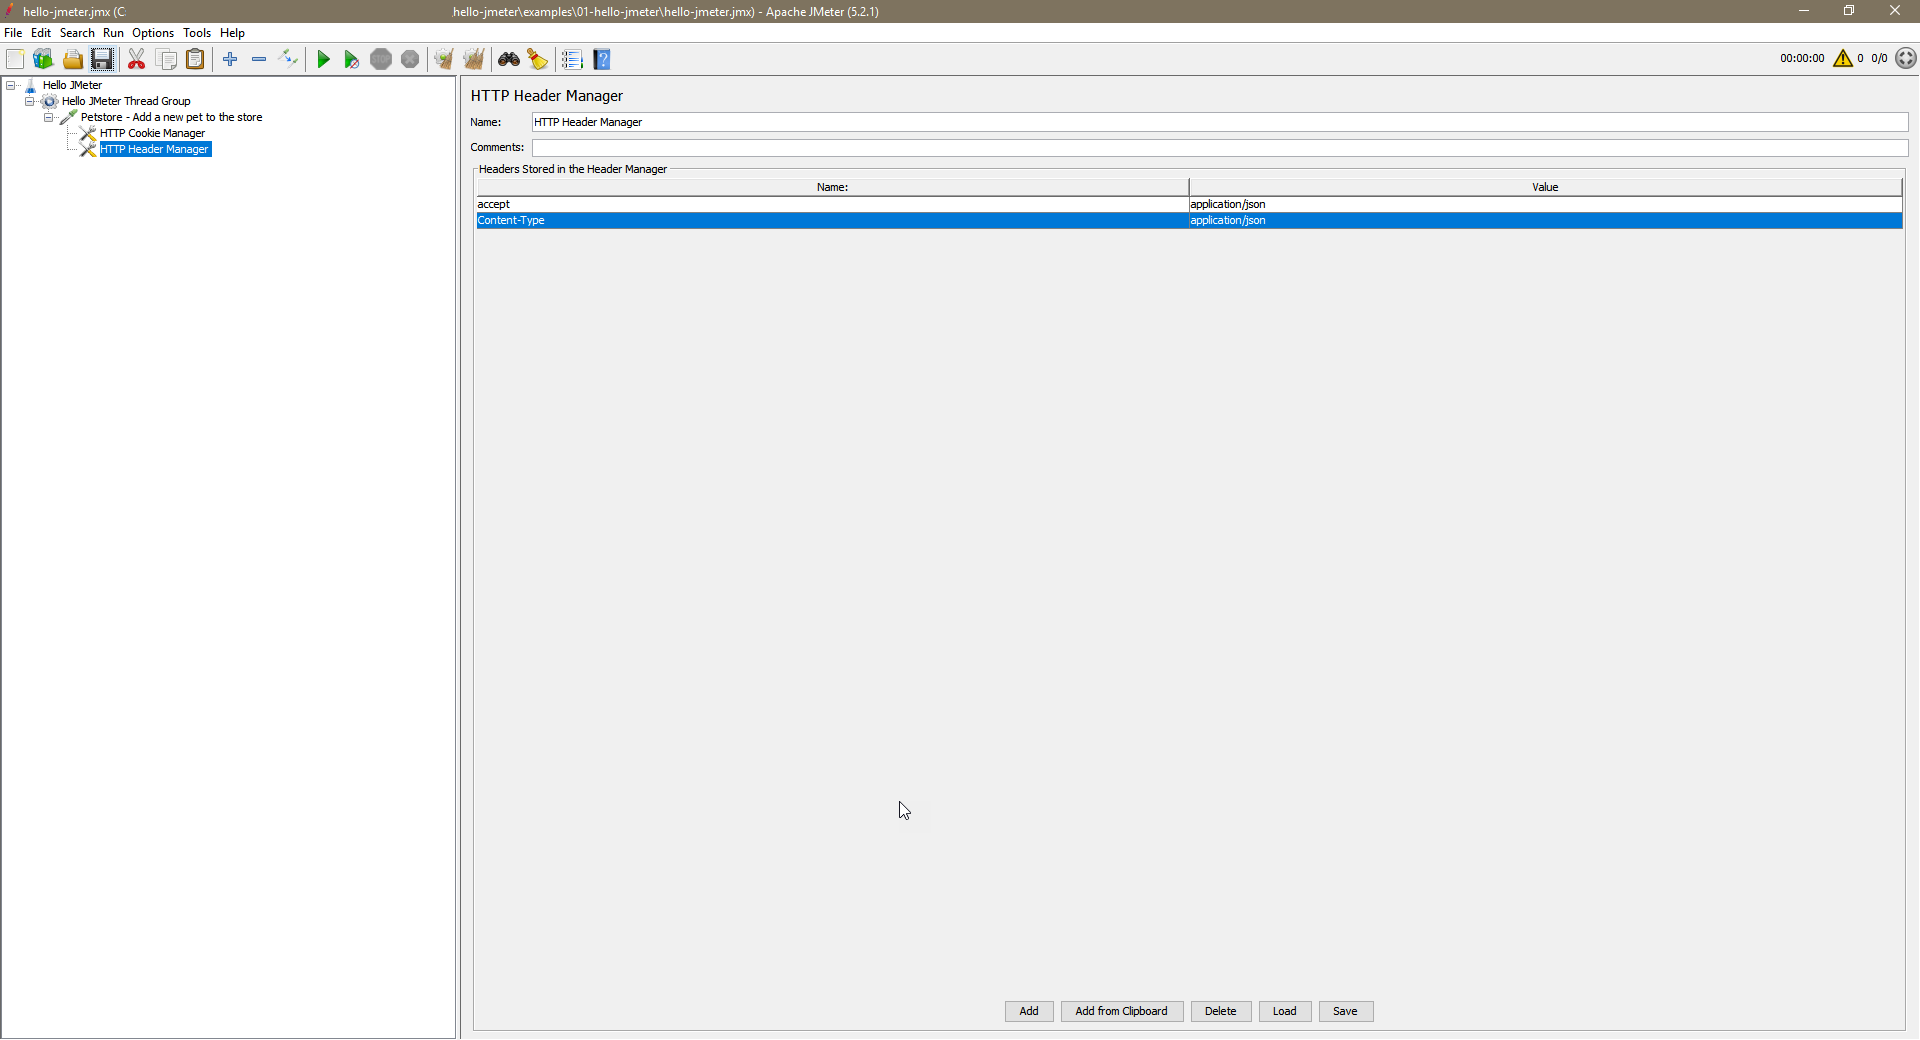 hello-jmeter.jmx (C: hello-jmeter\examples\01-hello-jmeter\hello-jmeter.jmx) - Apache JMeter (5.2.1)
File Edit Search Run Options Tools Help
STOP ? 00:00:00 0 0/0
Hello JMeter
Hello JMeter Thread Group
Petstore - Add a new pet to the store
HTTP Cookie Manager
HTTP Header Manager
HTTP Header Manager
Name: HTTP Header Manager
Comments:
Headers Stored in the Header Manager
Name: Value
accept application/json
Content-Type application/json
Add Add from Clipboard Delete Load Save